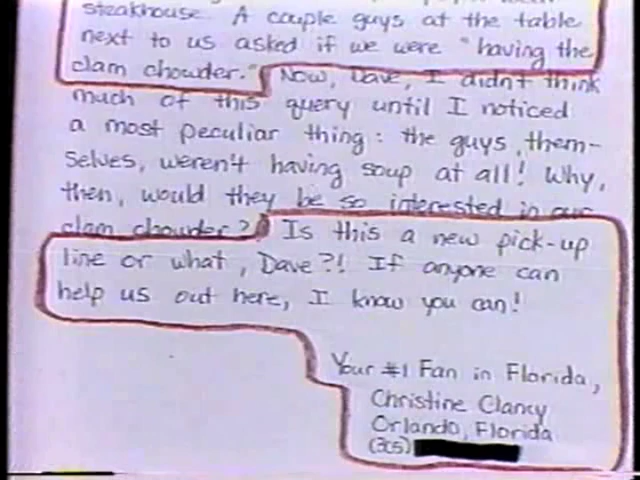 steakhouse. A couple guys at the table
next to us asked if we were "having the
clam chowder." Now, Dave, I didn't think
much of this query until I noticed
a most peculiar thing: the guys, them-
selves, weren't having soup at all! Why,
then, would they be so interested in our
clam chowder?! Is this a new pick-up
line or what, Dave?! If anyone can
help us out here, I know you can!
Your #1 Fan in Florida,
Christine Clancy
Orlando, Florida
(305)